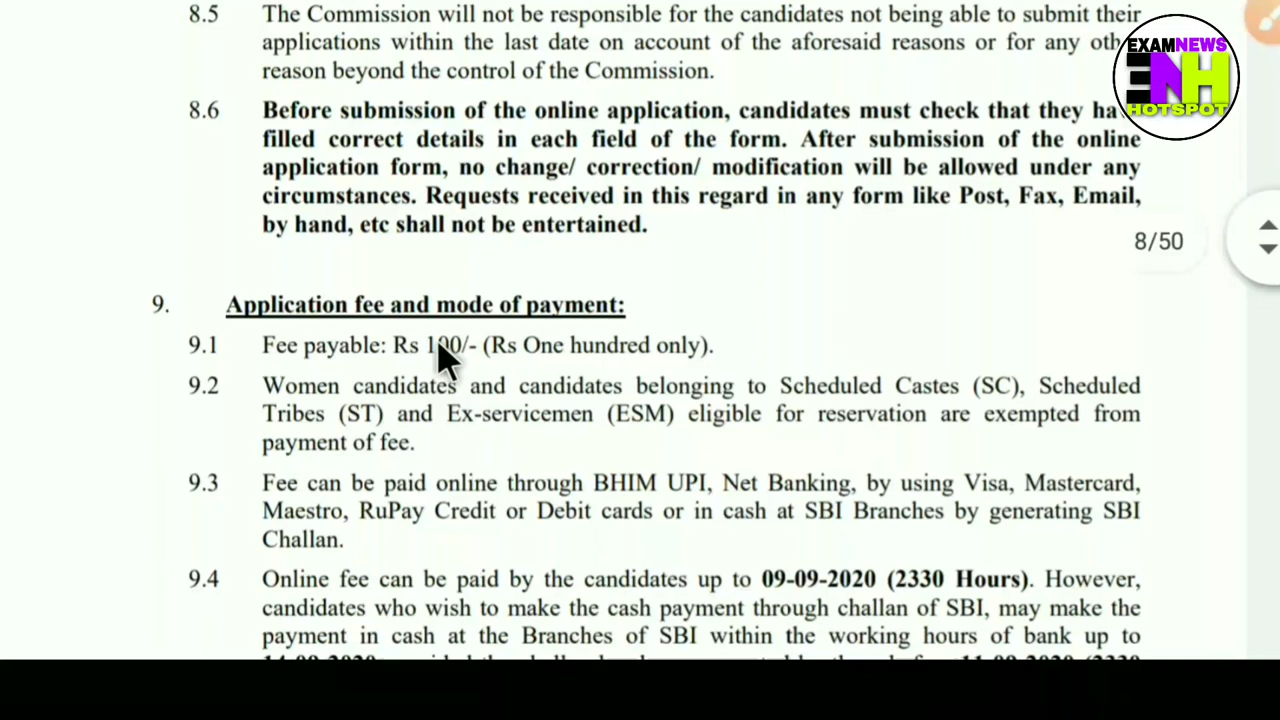 8.5 The Commission will not be responsible for the candidates not being able to submit their
applications within the last date on account of the aforesaid reasons or for any oth
reason beyond the control of the Commission.
EXAMNEWS
ENH
HOTSPOT
8.6 Before submission of the online application, candidates must check that they hav
filled correct details in each field of the form. After submission of the online
application form, no change/ correction/ modification will be allowed under any
circumstances. Requests received in this regard in any form like Post, Fax, Email,
by hand, etc shall not be entertained.
8/50
9. Application fee and mode of payment:
9.1 Fee payable: Rs 100/- (Rs One hundred only).
9.2 Women candidates and candidates belonging to Scheduled Castes (SC), Scheduled
Tribes (ST) and Ex-servicemen (ESM) eligible for reservation are exempted from
payment of fee.
9.3 Fee can be paid online through BHIM UPI, Net Banking, by using Visa, Mastercard,
Maestro, RuPay Credit or Debit cards or in cash at SBI Branches by generating SBI
Challan.
9.4 Online fee can be paid by the candidates up to 09-09-2020 (2330 Hours). However,
candidates who wish to make the cash payment through challan of SBI, may make the
payment in cash at the Branches of SBI within the working hours of bank up to